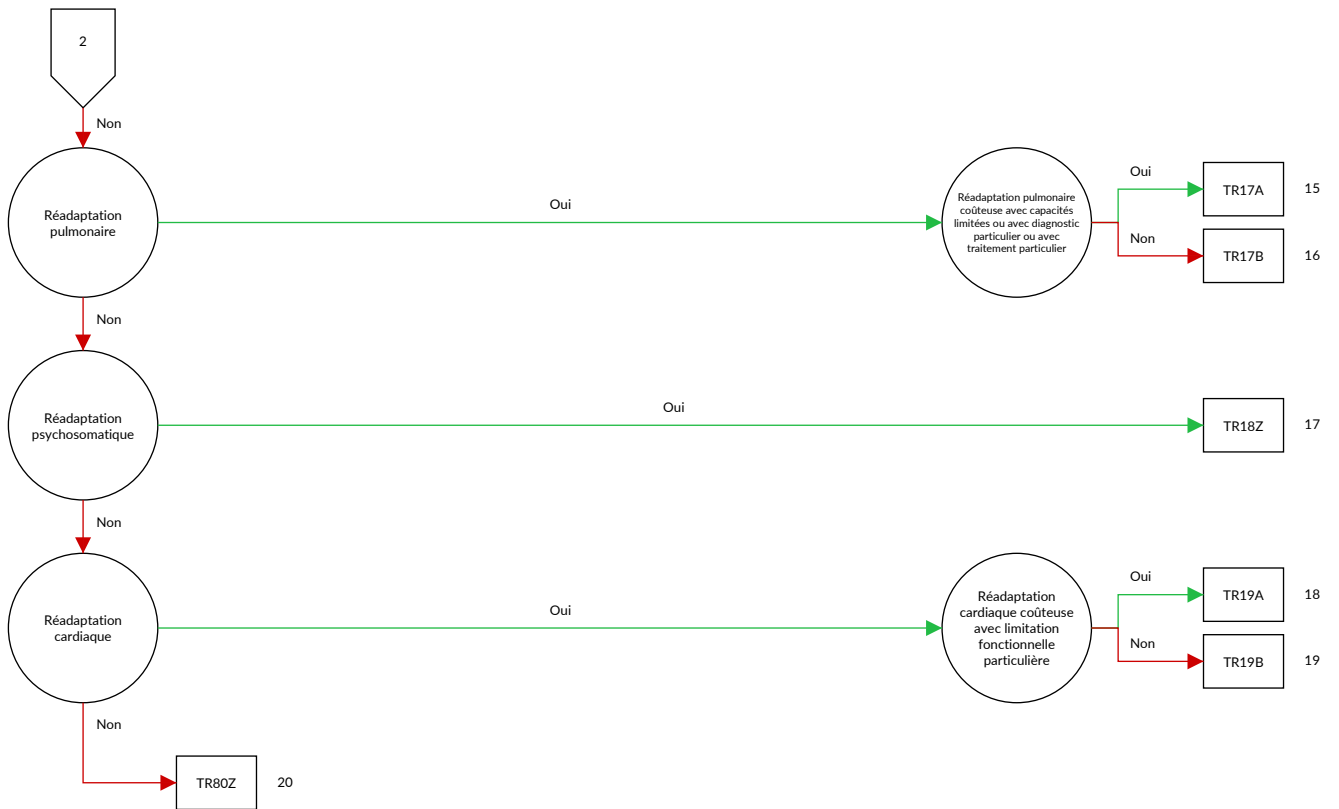 2
Non
Réadaptation
pulmonaire
Oui
Réadaptation pulmonaire
coûteuse avec capacités
limitées ou avec diagnostic
particulier ou avec
traitement particulier
Oui
TR17A
15
Non
TR17B
16
Non
Réadaptation
psychosomatique
Oui
TR18Z
17
Non
Réadaptation
cardiaque
Oui
Réadaptation
cardiaque coûteuse
avec limitation
fonctionnelle
particulière
Oui
TR19A
18
Non
TR19B
19
Non
TR80Z
20